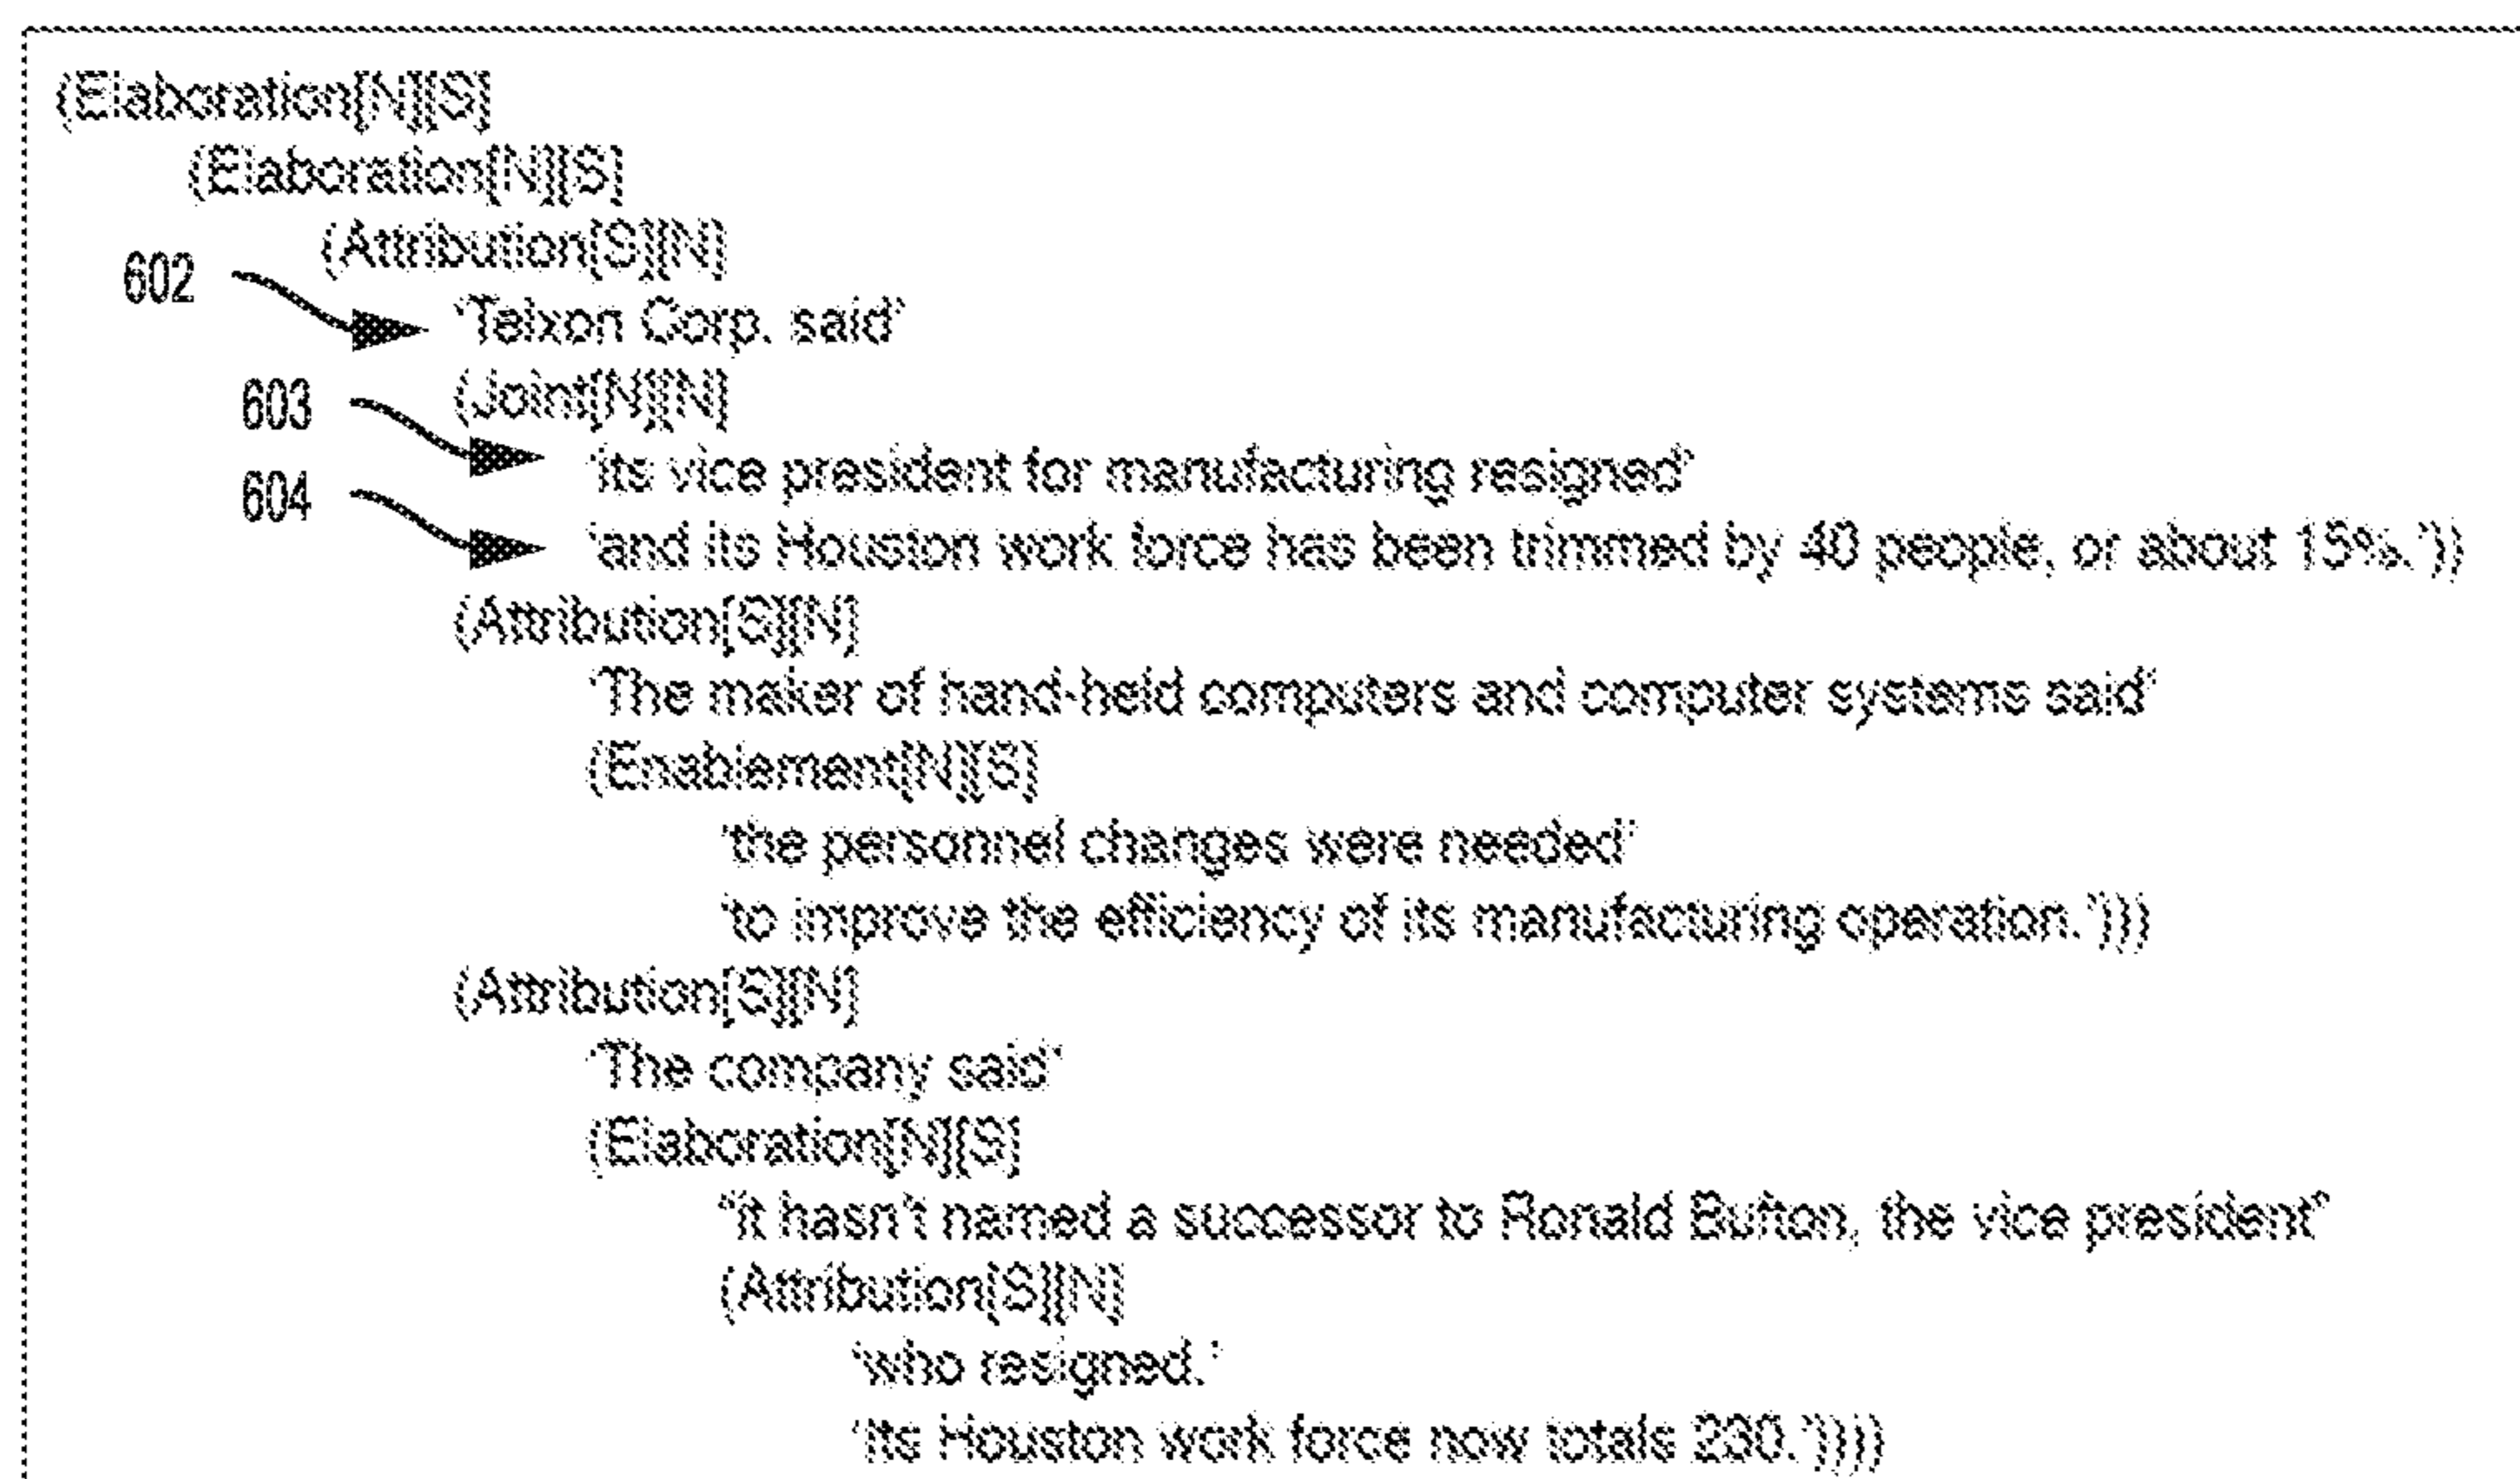 (Elaboration[N][S]
(Elaboration[N][S]
(Attribution[S][N]
602
'Telxon Corp. said'
603
(Joint[N][N]
'its vice president for manufacturing resigned'
604
'and its Houston work force has been trimmed by 40 people, or about 15%.'))
(Attribution[S][N]
'The maker of hand-held computers and computer systems said'
(Enablement[N][S]
'the personnel changes were needed'
'to improve the efficiency of its manufacturing operation.')))
(Attribution[S][N]
'The company said'
(Elaboration[N][S]
"it hasn't named a successor to Ronald Bufton, the vice president"
(Attribution[S][N]
'who resigned.'
'Its Houston work force now totals 230.'))))